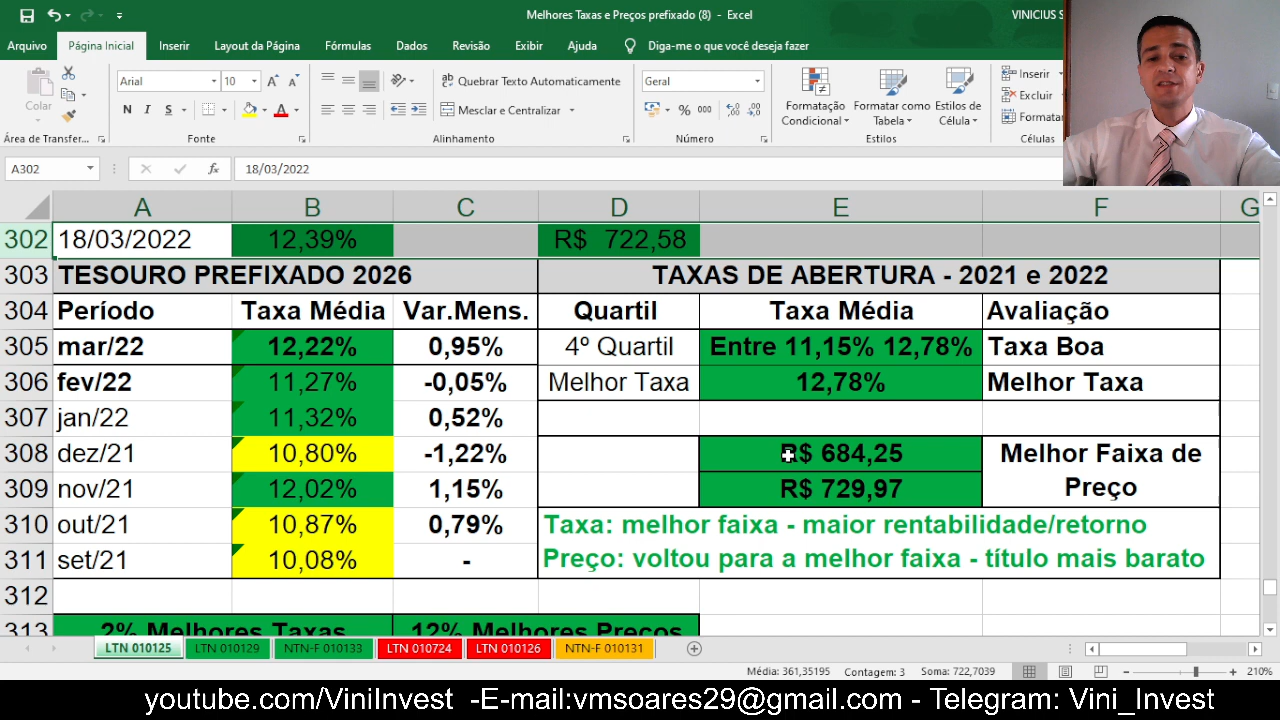 Melhores Taxas e Preços prefixado (8) - Excel
VINICIUS S
Arquivo Página Inicial Inserir Layout da Página Fórmulas Dados Revisão Exibir Ajuda Diga-me o que você deseja fazer
Colar
Arial 10
Quebrar Texto Automaticamente
Geral
Inserir
N I S
Mesclar e Centralizar
% 000
Formatação Condicional
Formatar como Tabela
Estilos de Célula
Excluir
Formatar
Área de Transfer... Fonte Alinhamento Número Estilos Células
A302 fx 18/03/2022
A B C D E F G
302 18/03/2022 12,39% R$ 722,58
303 TESOURO PREFIXADO 2026 TAXAS DE ABERTURA - 2021 e 2022
304 Período Taxa Média Var.Mens. Quartil Taxa Média Avaliação
305 mar/22 12,22% 0,95% 4º Quartil Entre 11,15% 12,78% Taxa Boa
306 fev/22 11,27% -0,05% Melhor Taxa 12,78% Melhor Taxa
307 jan/22 11,32% 0,52%
308 dez/21 10,80% -1,22% R$ 684,25 Melhor Faixa de
309 nov/21 12,02% 1,15% R$ 729,97 Preço
310 out/21 10,87% 0,79% Taxa: melhor faixa - maior rentabilidade/retorno
311 set/21 10,08% - Preço: voltou para a melhor faixa - título mais barato
312
313 2% Melhores Taxas 12% Melhores Preços
LTN 010125 LTN 010129 NTN-F 010133 LTN 010724 LTN 010126 NTN-F 010131
Média: 361,35195 Contagem: 3 Soma: 722,7039 210%
youtube.com/ViniInvest -E-mail:vmsoares29@gmail.com - Telegram: Vini_Invest